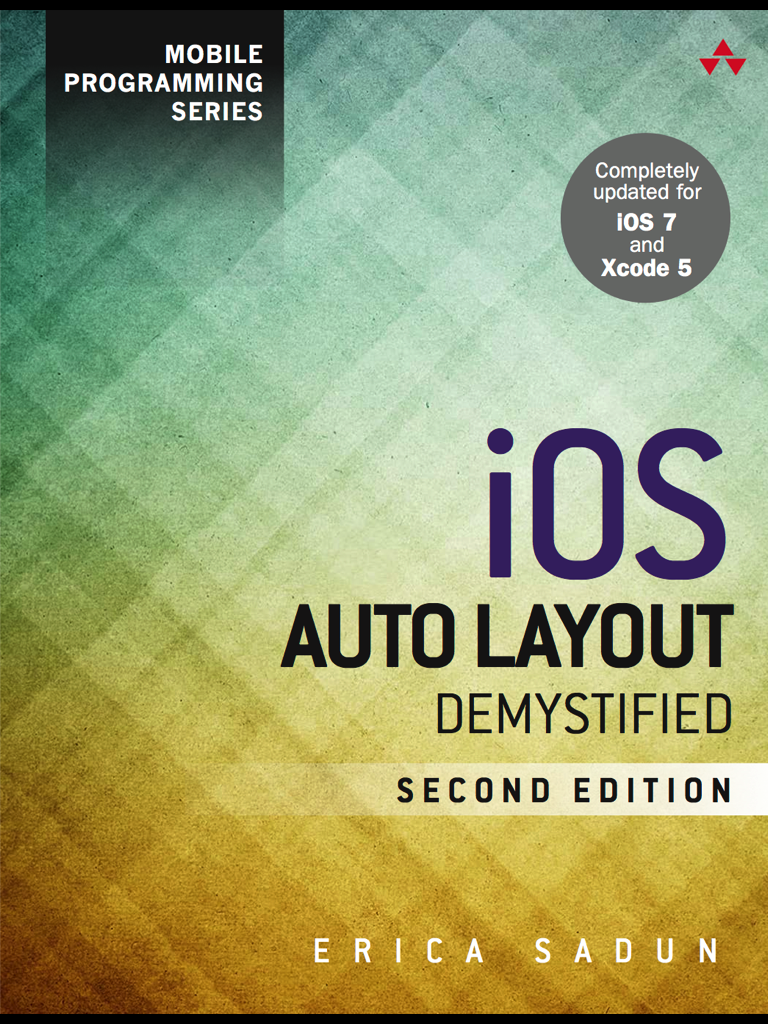 MOBILE
PROGRAMMING
SERIES
Completely
updated for
iOS 7
and
Xcode 5
iOS
AUTO LAYOUT
DEMYSTIFIED
SECOND EDITION
ERICA SADUN